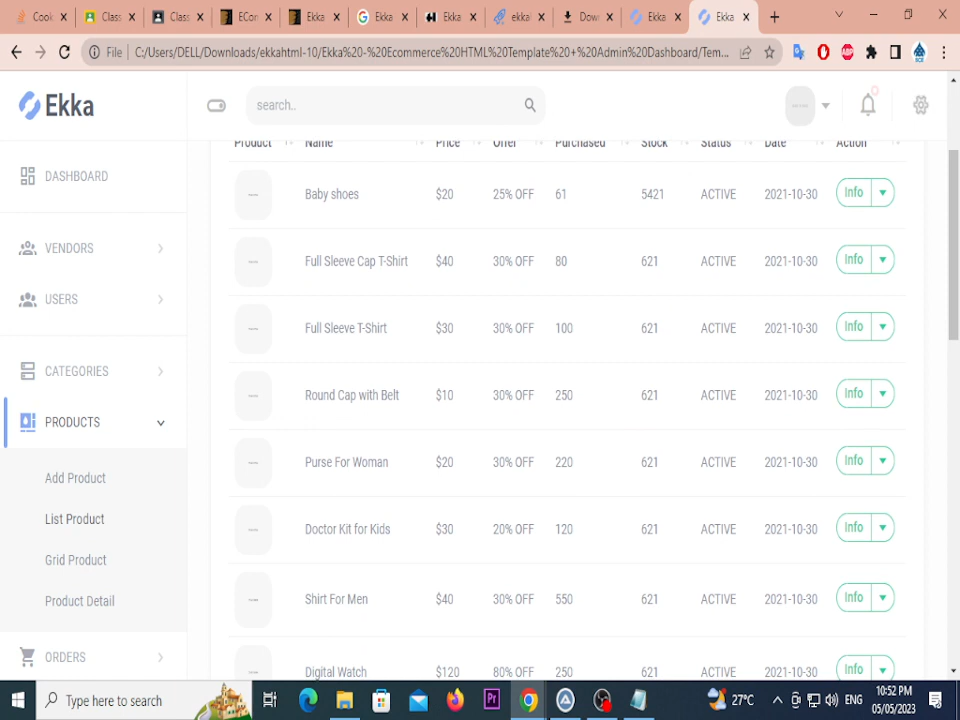 Cook
Class
Class
ECor
Ekka
Ekka
Ekka
ekka
Dow
Ekka
Ekka
File C:/Users/DELL/Downloads/ekkahtml-10/Ekka%20-%20Ecommerce%20HTML%20Template%20+%20Admin%20Dashboard/Tem...
Ekka
search..
Product Name Price Offer Purchased Stock Status Date Action
DASHBOARD
VENDORS
USERS
CATEGORIES
PRODUCTS
Add Product
List Product
Grid Product
Product Detail
ORDERS
Baby shoes $20 25% OFF 61 5421 ACTIVE 2021-10-30 Info
Full Sleeve Cap T-Shirt $40 30% OFF 80 621 ACTIVE 2021-10-30 Info
Full Sleeve T-Shirt $30 30% OFF 100 621 ACTIVE 2021-10-30 Info
Round Cap with Belt $10 30% OFF 250 621 ACTIVE 2021-10-30 Info
Purse For Woman $20 30% OFF 220 621 ACTIVE 2021-10-30 Info
Doctor Kit for Kids $30 20% OFF 120 621 ACTIVE 2021-10-30 Info
Shirt For Men $40 30% OFF 550 621 ACTIVE 2021-10-30 Info
Digital Watch $120 80% OFF 250 621 ACTIVE 2021-10-30 Info
Type here to search
Pr
27°C
ENG
10:52 PM
05/05/2023